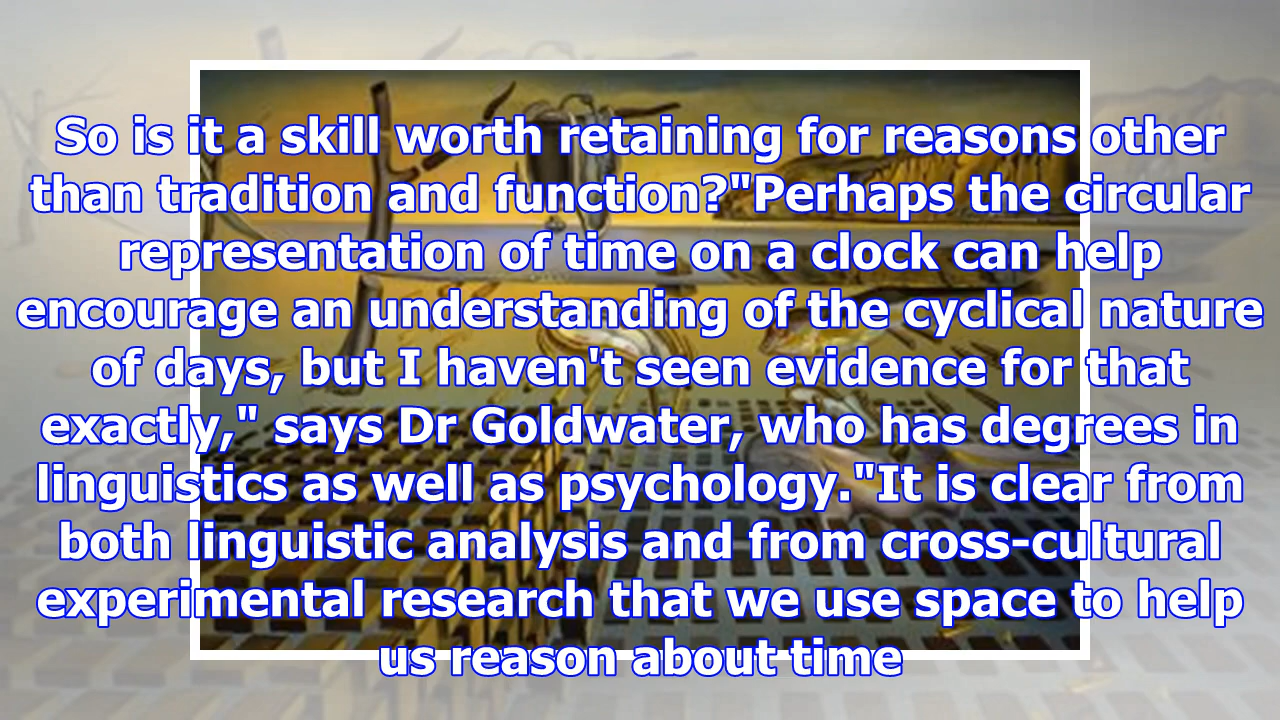 So is it a skill worth retaining for reasons other
than tradition and function?"Perhaps the circular
representation of time on a clock can help
encourage an understanding of the cyclical nature
of days, but I haven't seen evidence for that
exactly," says Dr Goldwater, who has degrees in
linguistics as well as psychology."It is clear from
both linguistic analysis and from cross-cultural
experimental research that we use space to help
us reason about time